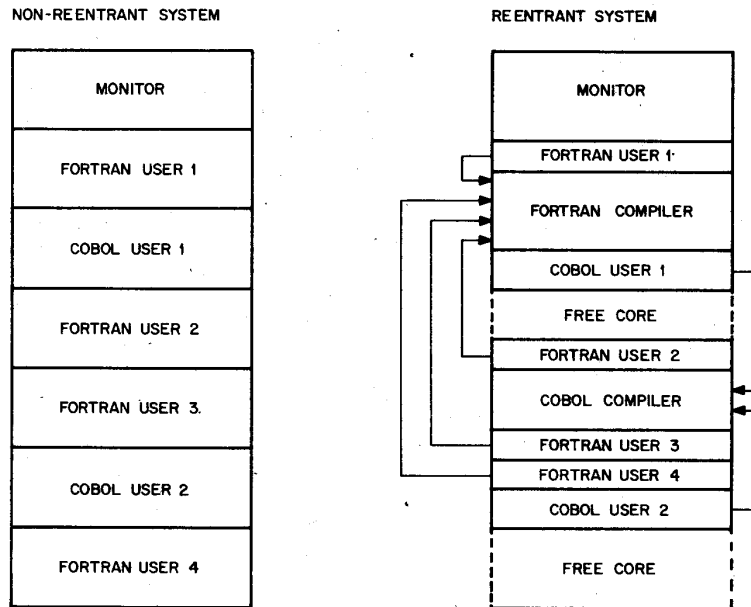 NON-REENTRANT SYSTEM
MONITOR
FORTRAN USER 1
COBOL USER 1
FORTRAN USER 2
FORTRAN USER 3.
COBOL USER 2
FORTRAN USER 4
REENTRANT SYSTEM
MONITOR
FORTRAN USER 1
FORTRAN COMPILER
COBOL USER 1
FREE CORE
FORTRAN USER 2
COBOL COMPILER
FORTRAN USER 3
FORTRAN USER 4
COBOL USER 2
FREE CORE